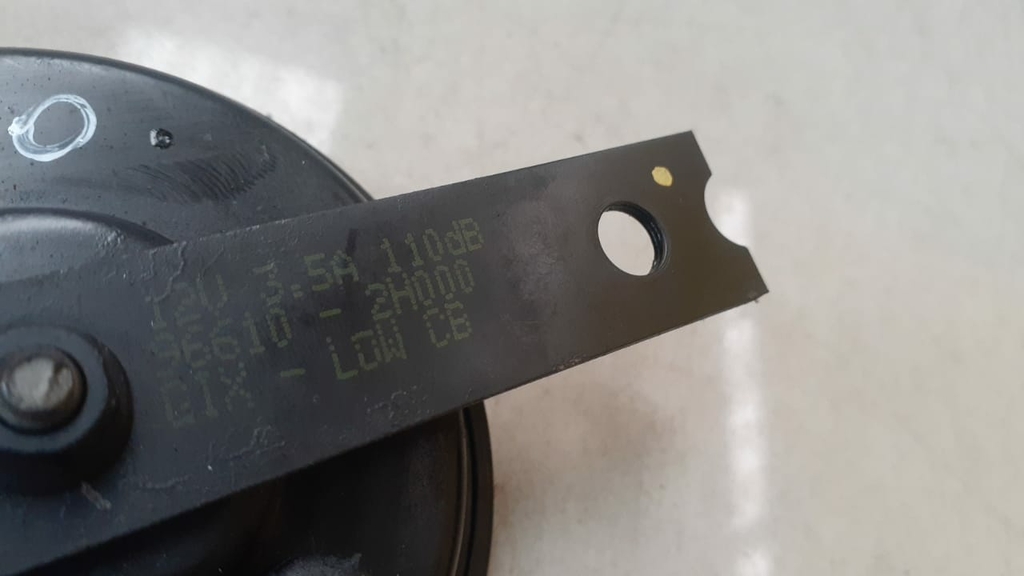 12V 3.5A 110dB
96610 - 2H000
- LOW CB